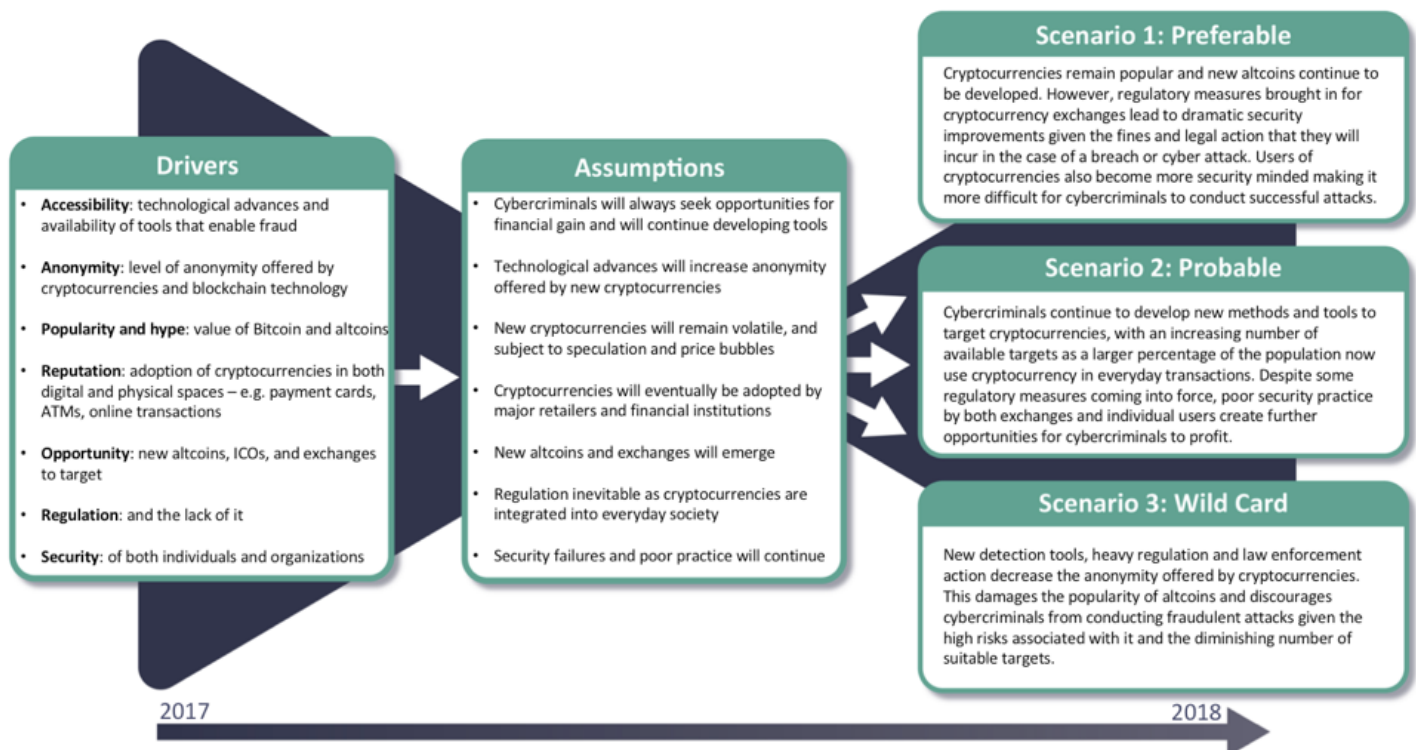 Drivers
• Accessibility: technological advances and
availability of tools that enable fraud
• Anonymity: level of anonymity offered by
cryptocurrencies and blockchain technology
• Popularity and hype: value of Bitcoin and altcoins
• Reputation: adoption of cryptocurrencies in both
digital and physical spaces – e.g. payment cards,
ATMs, online transactions
• Opportunity: new altcoins, ICOs, and exchanges
to target
• Regulation: and the lack of it
• Security: of both individuals and organizations
Assumptions
• Cybercriminals will always seek opportunities for
financial gain and will continue developing tools
• Technological advances will increase anonymity
offered by new cryptocurrencies
• New cryptocurrencies will remain volatile, and
subject to speculation and price bubbles
• Cryptocurrencies will eventually be adopted by
major retailers and financial institutions
• New altcoins and exchanges will emerge
• Regulation inevitable as cryptocurrencies are
integrated into everyday society
• Security failures and poor practice will continue
Scenario 1: Preferable
Cryptocurrencies remain popular and new altcoins continue to
be developed. However, regulatory measures brought in for
cryptocurrency exchanges lead to dramatic security
improvements given the fines and legal action that they will
incur in the case of a breach or cyber attack. Users of
cryptocurrencies also become more security minded making it
more difficult for cybercriminals to conduct successful attacks.
Scenario 2: Probable
Cybercriminals continue to develop new methods and tools to
target cryptocurrencies, with an increasing number of
available targets as a larger percentage of the population now
use cryptocurrency in everyday transactions. Despite some
regulatory measures coming into force, poor security practice
by both exchanges and individual users create further
opportunities for cybercriminals to profit.
Scenario 3: Wild Card
New detection tools, heavy regulation and law enforcement
action decrease the anonymity offered by cryptocurrencies.
This damages the popularity of altcoins and discourages
cybercriminals from conducting fraudulent attacks given the
high risks associated with it and the diminishing number of
suitable targets.
2017
2018